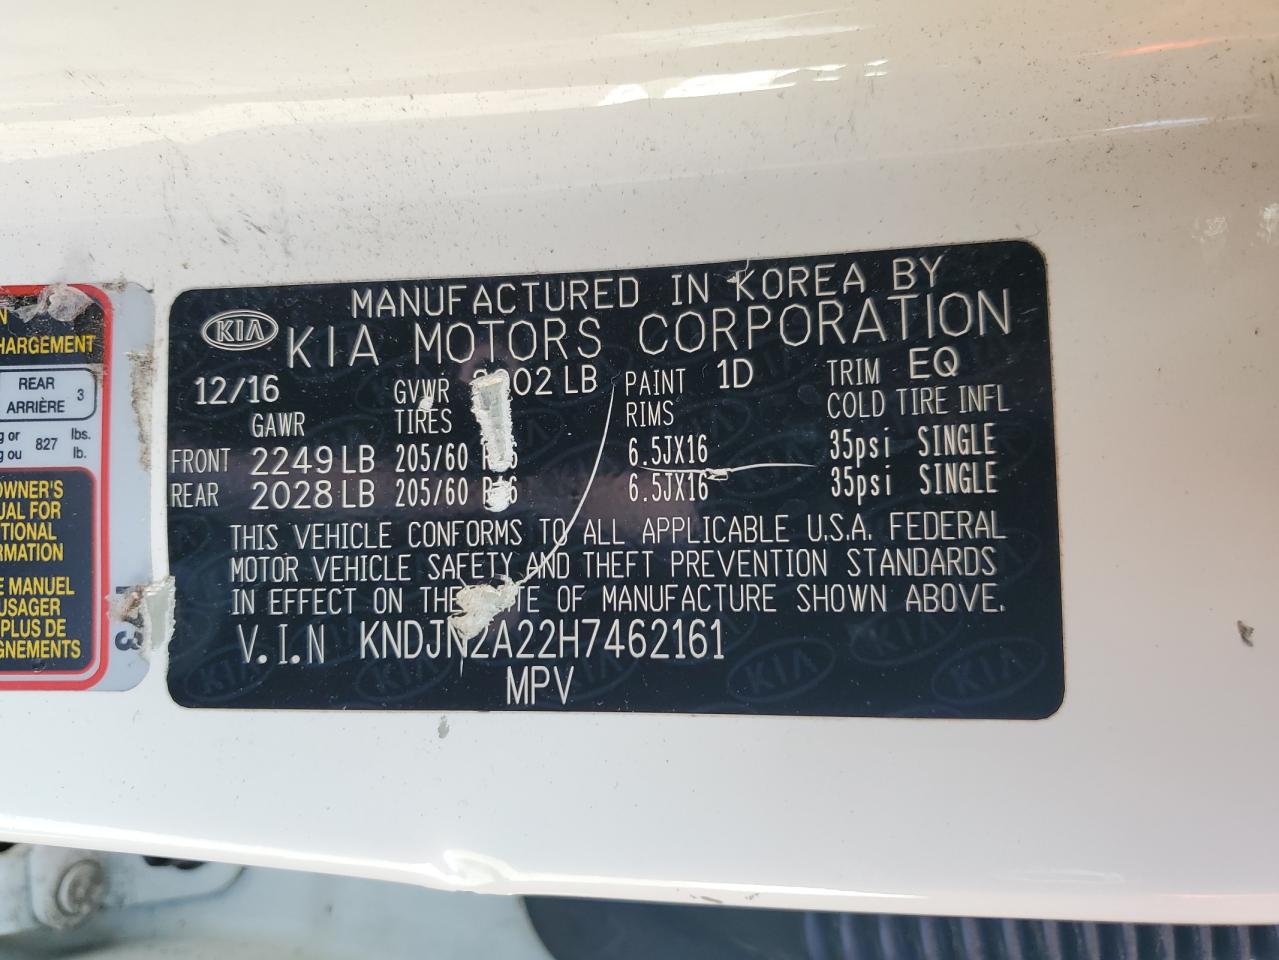 MANUFACTURED IN KOREA BY
KIA KIA MOTORS CORPORATION
12/16 GVWR LB PAINT 1D TRIM EQ
GAWR TIRES RIMS COLD TIRE INFL
FRONT 2249 LB 205/60 6.5JX16 35psi SINGLE
REAR 2028 LB 205/60 6.5JX16 35psi SINGLE
THIS VEHICLE CONFORMS TO ALL APPLICABLE U.S.A. FEDERAL
MOTOR VEHICLE SAFETY AND THEFT PREVENTION STANDARDS
IN EFFECT ON THE OF MANUFACTURE SHOWN ABOVE.
V.I.N KNDJN2A22H7462161
MPV
HARGEMENT
REAR 3
ARRIÈRE
g or 827 lbs.
g ou lb.
OWNER'S
UAL FOR
TIONAL
RMATION
E MANUEL
USAGER
PLUS DE
GNEMENTS